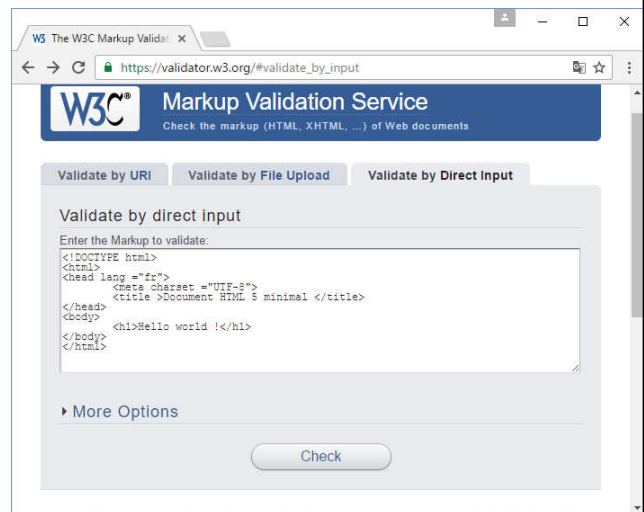 W3 The W3C Markup Validat
https://validator.w3.org/#validate_by_input
W3C® Markup Validation Service
Check the markup (HTML, XHTML, ...) of Web documents
Validate by URI Validate by File Upload Validate by Direct Input
Validate by direct input
Enter the Markup to validate:
<!DOCTYPE html>
<html>
<head lang ="fr">
<meta charset ="UTF-8">
<title >Document HTML 5 minimal </title>
</head>
<body>
<h1>Hello world !</h1>
</body>
</html>
More Options
Check